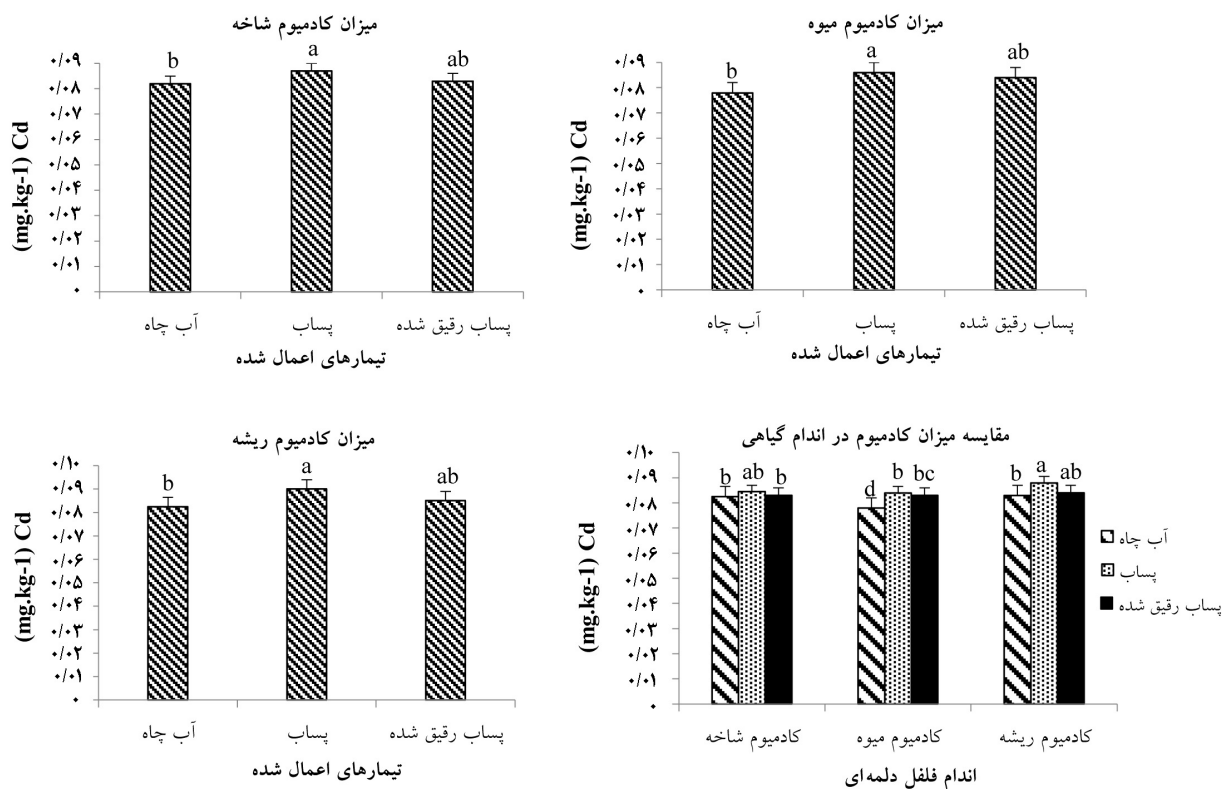 میزان کادمیوم شاخه
(mg.kg-1) Cd
۰/۰۹
۰/۰۸
۰/۰۷
۰/۰۶
۰/۰۵
۰/۰۴
۰/۰۳
۰/۰۲
۰/۰۱
۰
b
a
ab
آب چاه
پساب
پساب رقیق شده
تیمارهای اعمال شده
میزان کادمیوم میوه
(mg.kg-1) Cd
۰/۰۹
۰/۰۸
۰/۰۷
۰/۰۶
۰/۰۵
۰/۰۴
۰/۰۳
۰/۰۲
۰/۰۱
۰
b
a
ab
آب چاه
پساب
پساب رقیق شده
تیمارهای اعمال شده
میزان کادمیوم ریشه
(mg.kg-1) Cd
۰/۱۰
۰/۰۹
۰/۰۸
۰/۰۷
۰/۰۶
۰/۰۵
۰/۰۴
۰/۰۳
۰/۰۲
۰/۰۱
۰
b
a
ab
آب چاه
پساب
پساب رقیق شده
تیمارهای اعمال شده
مقایسه میزان کادمیوم در اندام گیاهی
(mg.kg-1) Cd
۰/۱۰
۰/۰۹
۰/۰۸
۰/۰۷
۰/۰۶
۰/۰۵
۰/۰۴
۰/۰۳
۰/۰۲
۰/۰۱
۰
b ab b
d b bc
b a ab
کادمیوم شاخه
کادمیوم میوه
کادمیوم ریشه
اندام فلفل دلمه‌ای
آب چاه
پساب
پساب رقیق شده